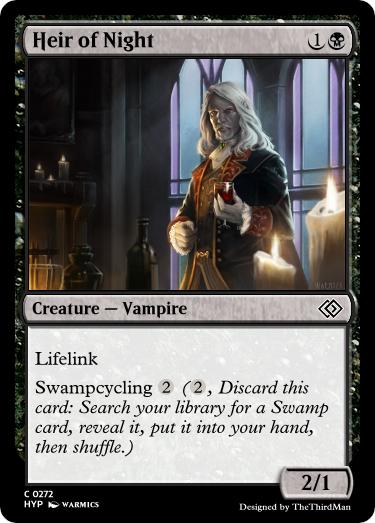 Heir of Night 1
Creature — Vampire
Lifelink
Swampcycling 2 (2, Discard this
card: Search your library for a Swamp
card, reveal it, put it into your hand,
then shuffle.)
2/1
C 0272
HYP WARMICS Designed by TheThirdMan